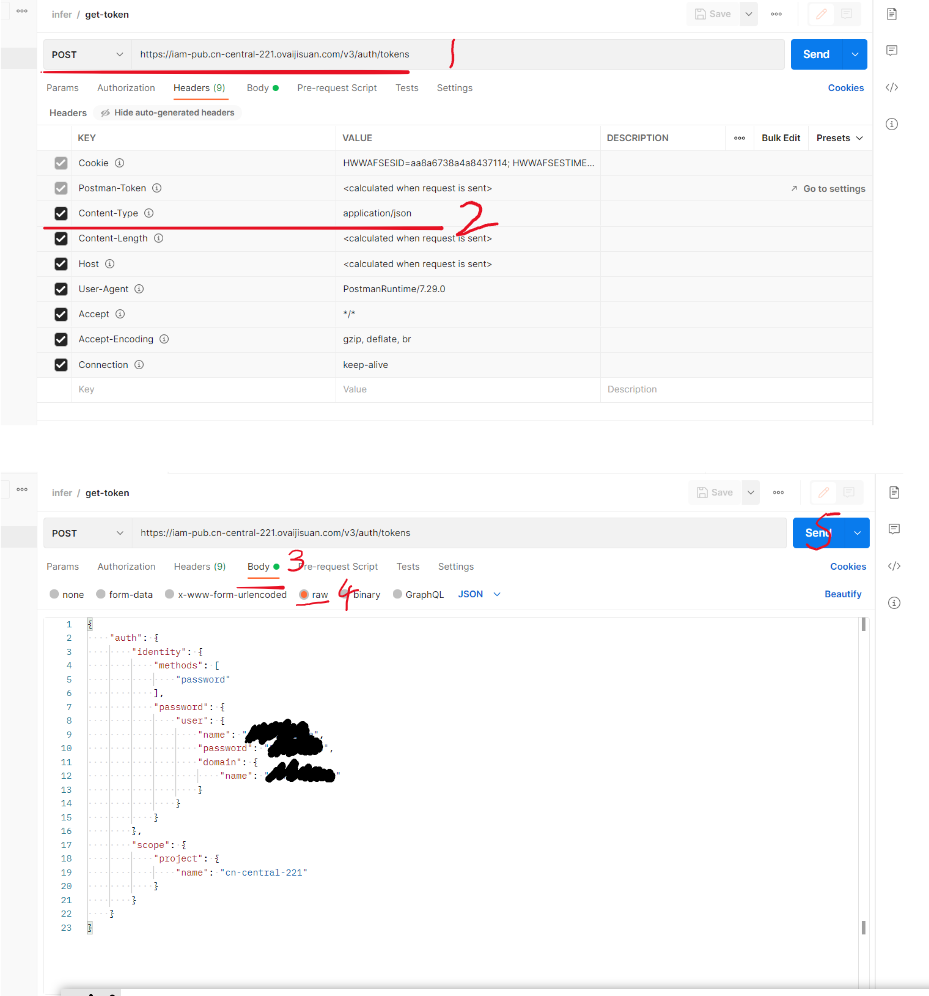 infer / get-token
Save
POST https://iam-pub.cn-central-221.ovaijisuan.com/v3/auth/tokens 1 Send
Params Authorization Headers (9) Body Pre-request Script Tests Settings Cookies
Headers Hide auto-generated headers
KEY VALUE DESCRIPTION Bulk Edit Presets
Cookie HWWAFSESID=aa8a6738a4a8437114; HWWAFSESTIME...
Postman-Token <calculated when request is sent> Go to settings
Content-Type application/json 2
Content-Length <calculated when request is sent>
Host <calculated when request is sent>
User-Agent PostmanRuntime/7.29.0
Accept */*
Accept-Encoding gzip, deflate, br
Connection keep-alive
Key Value Description
infer / get-token
Save
POST https://iam-pub.cn-central-221.ovaijisuan.com/v3/auth/tokens Send 5
Params Authorization Headers (9) Body 3 Pre-request Script Tests Settings Cookies
none form-data x-www-form-urlencoded raw 4 binary GraphQL JSON Beautify
1 {
2 "auth": {
3 "identity": {
4 "methods": [
5 "password"
6 ],
7 "password": {
8 "user": {
9 "name": "",
10 "password": "",
11 "domain": {
12 "name": ""
13 }
14 }
15 }
16 },
17 "scope": {
18 "project": {
19 "name": "cn-central-221"
20 }
21 }
22 }
23 }